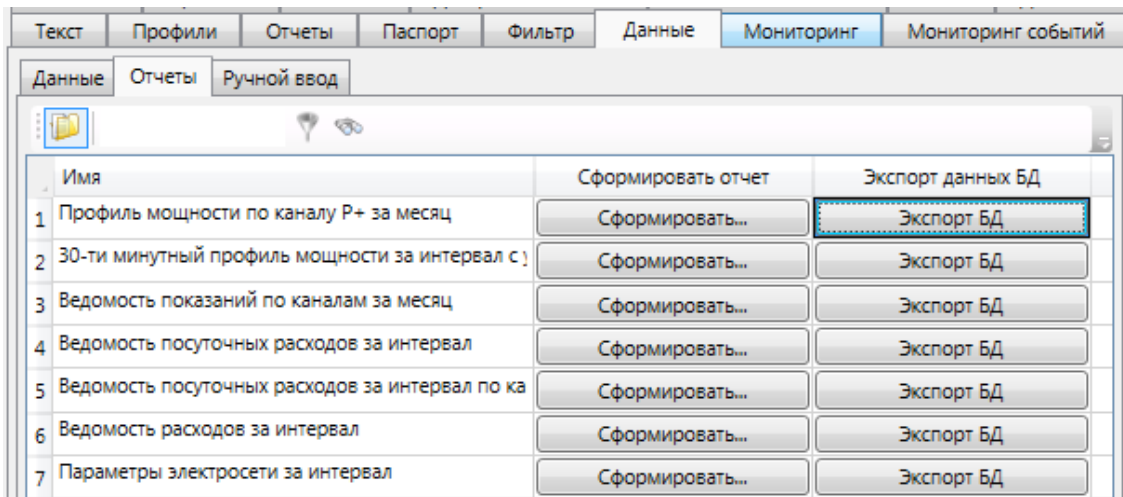 Текст Профили Отчеты Паспорт Фильтр Данные Мониторинг Мониторинг событий
Данные Отчеты Ручной ввод
Имя Сформировать отчет Экспорт данных БД
1 Профиль мощности по каналу P+ за месяц Сформировать... Экспорт БД
2 30-ти минутный профиль мощности за интервал с Сформировать... Экспорт БД
3 Ведомость показаний по каналам за месяц Сформировать... Экспорт БД
4 Ведомость посуточных расходов за интервал Сформировать... Экспорт БД
5 Ведомость посуточных расходов за интервал по ка Сформировать... Экспорт БД
6 Ведомость расходов за интервал Сформировать... Экспорт БД
7 Параметры электросети за интервал Сформировать... Экспорт БД